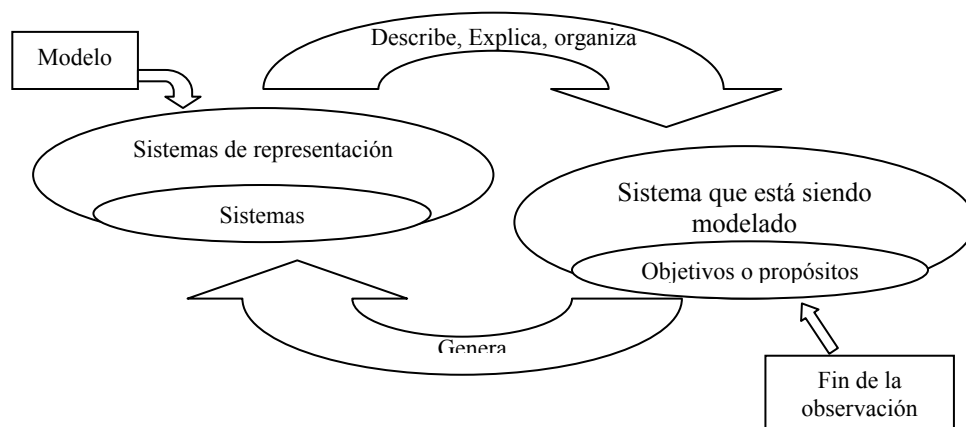 Describe, Explica, organiza
Modelo
Sistemas de representación
Sistemas
Sistema que está siendo
modelado
Objetivos o propósitos
Genera
Fin de la
observación